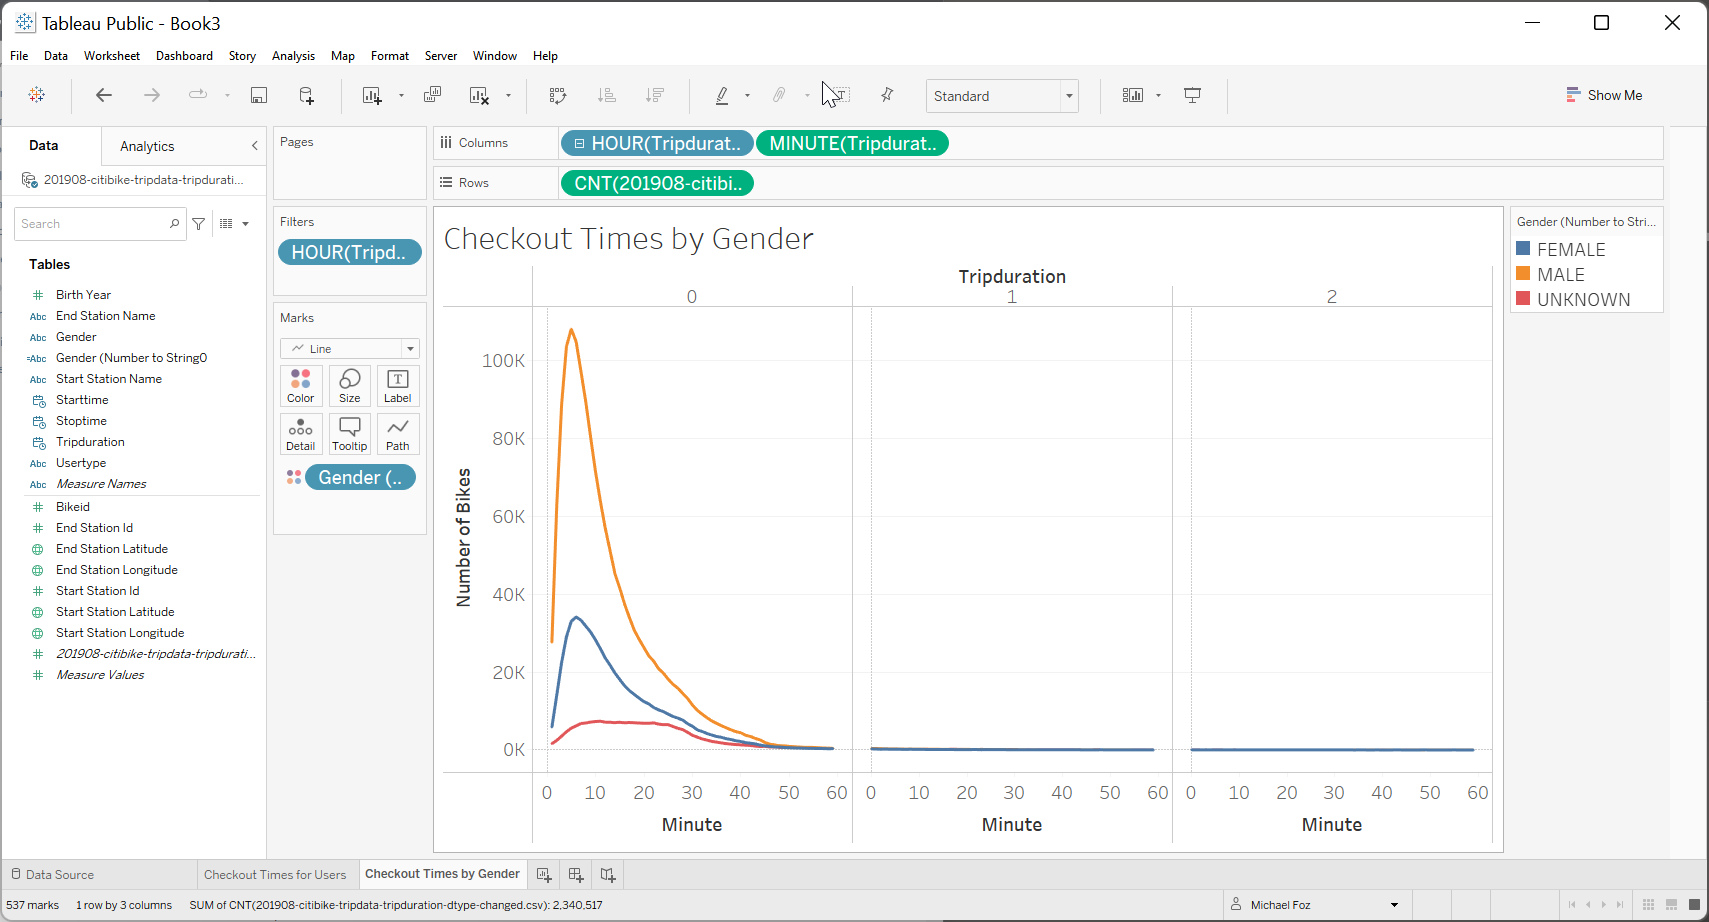 Tableau Public - Book3
File Data Worksheet Dashboard Story Analysis Map Format Server Window Help
Standard
Show Me
Data Analytics
201908-citibike-tripdata-tripdurati...
Search
Tables
Birth Year
Abc End Station Name
Abc Gender
=Abc Gender (Number to String0
Abc Start Station Name
Starttime
Stoptime
Tripduration
Abc Usertype
Abc Measure Names
Bikeid
End Station Id
End Station Latitude
End Station Longitude
Start Station Id
Start Station Latitude
Start Station Longitude
201908-citibike-tripdata-tripdurati...
Measure Values
Pages
Filters
HOUR(Tripd..
Marks
Line
Color Size Label
Detail Tooltip Path
Gender (..
Columns HOUR(Tripdurat.. MINUTE(Tripdurat..
Rows CNT(201908-citibi..
Checkout Times by Gender
Tripduration
0 1 2
Number of Bikes
100K
80K
60K
40K
20K
0K
0 10 20 30 40 50 60 0 10 20 30 40 50 60 0 10 20 30 40 50 60
Minute Minute Minute
Gender (Number to Stri...
FEMALE
MALE
UNKNOWN
Data Source Checkout Times for Users Checkout Times by Gender
537 marks 1 row by 3 columns SUM of CNT(201908-citibike-tripdata-tripduration-dtype-changed.csv): 2,340,517 Michael Foz